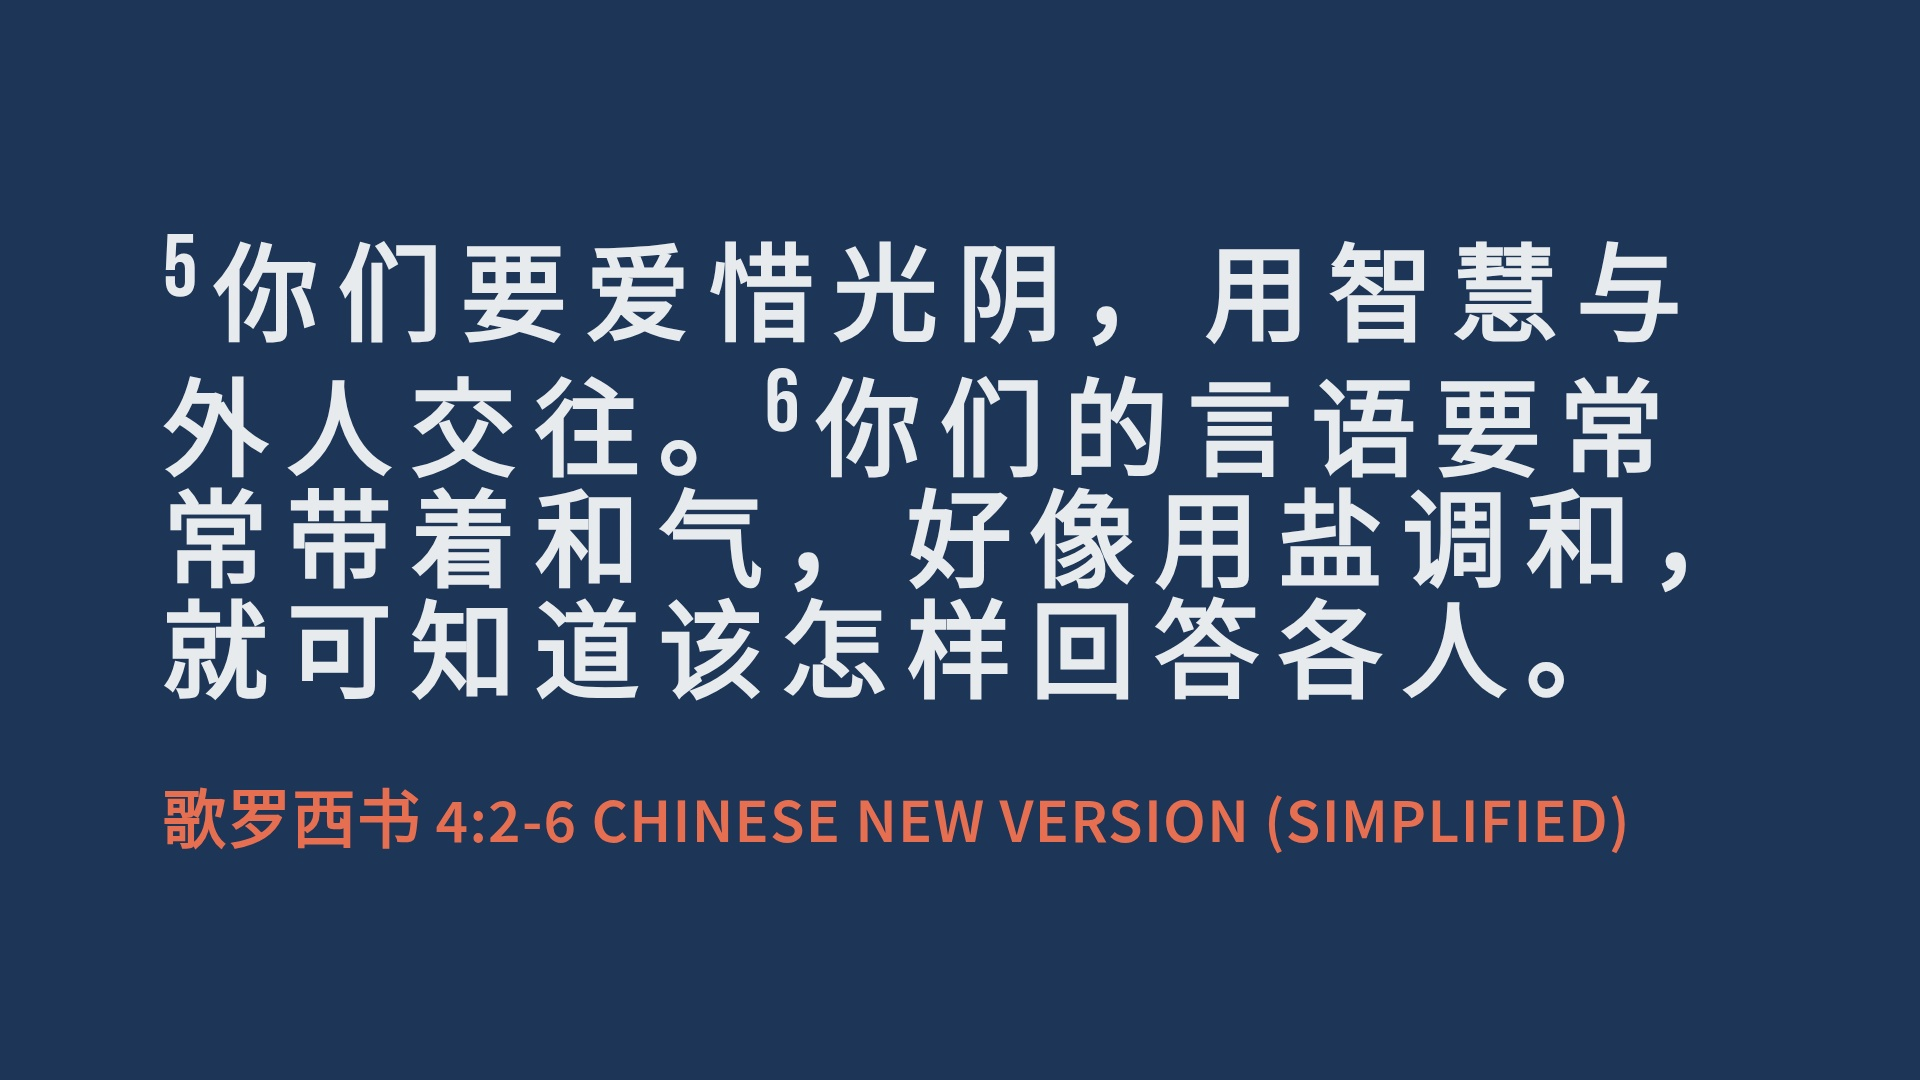 ⁵你们要爱惜光阴，用智慧与
外人交往。⁶你们的言语要常
常带着和气，好像用盐调和，
就可知道该怎样回答各人。
歌罗西书 4:2-6 CHINESE NEW VERSION (SIMPLIFIED)